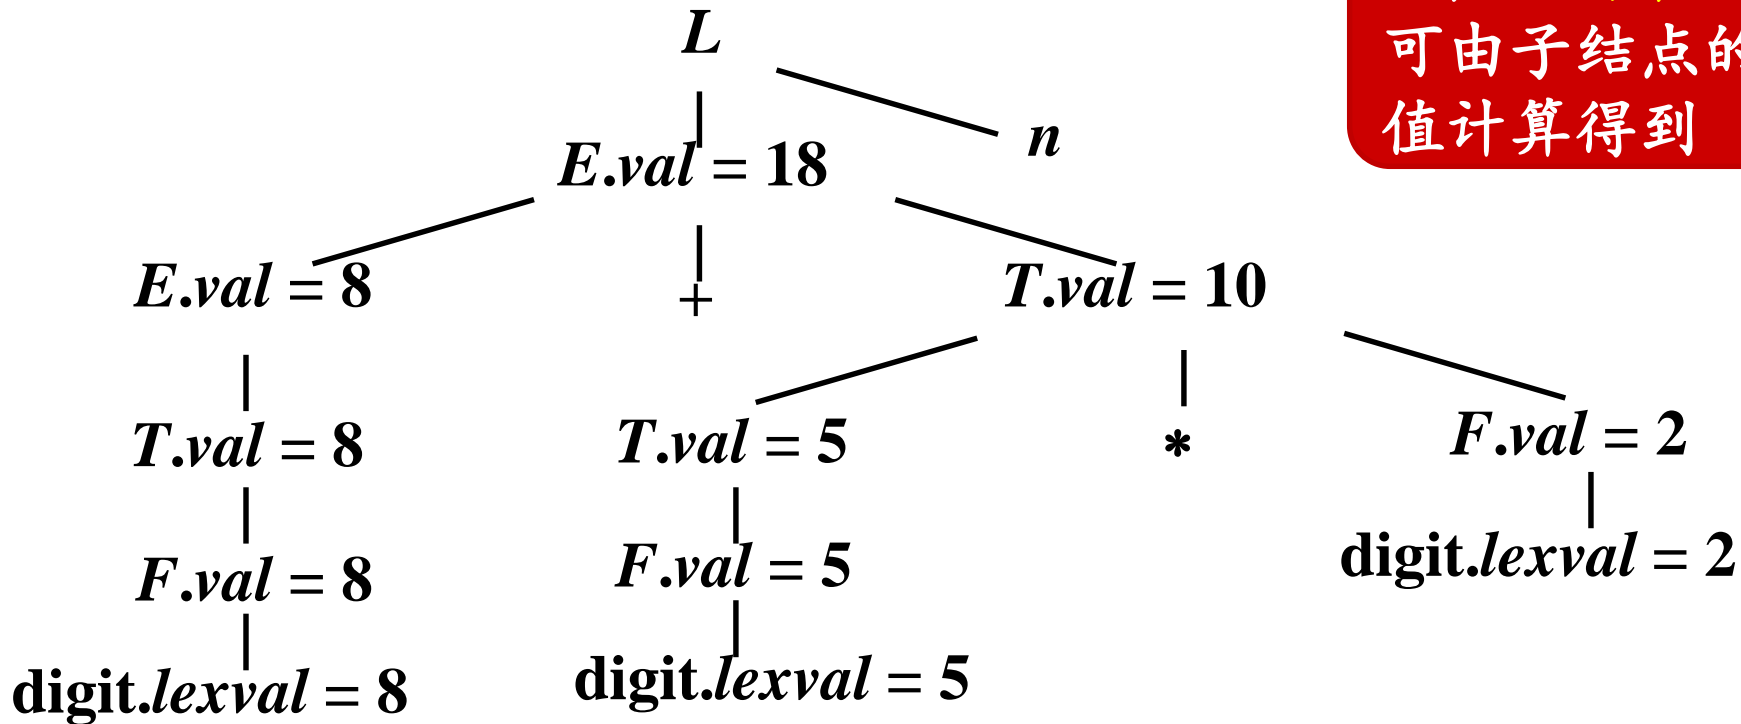 L
可由子结点的
值计算得到
n
E.val = 18
E.val = 8
+
T.val = 10
T.val = 8
T.val = 5
*
F.val = 2
F.val = 8
F.val = 5
digit.lexval = 2
digit.lexval = 8
digit.lexval = 5